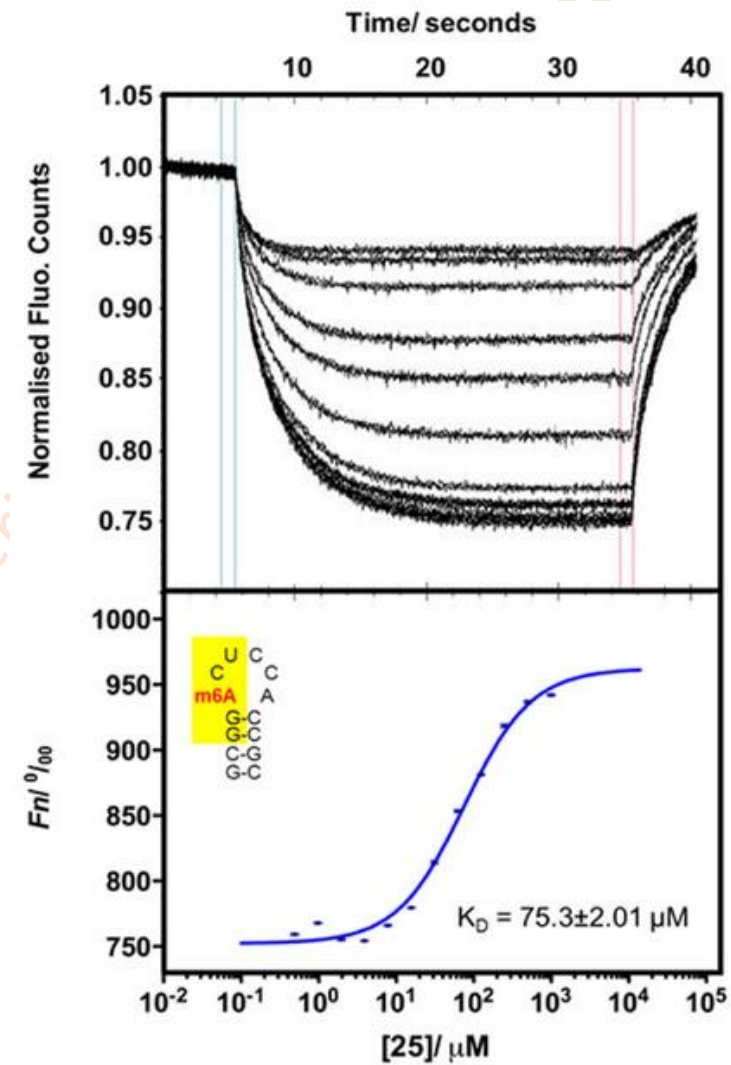 Time/ seconds
10 20 30 40
Normalised Fluo. Counts
1.05
1.00
0.95
0.90
0.85
0.80
0.75
Fn/ ⁰/₀₀
1000
950
900
850
800
750
U C
C C
m6A A
G-C
G-C
C-G
G-C
K_D = 75.3±2.01 µM
10⁻² 10⁻¹ 10⁰ 10¹ 10² 10³ 10⁴ 10⁵
[25]/ µM